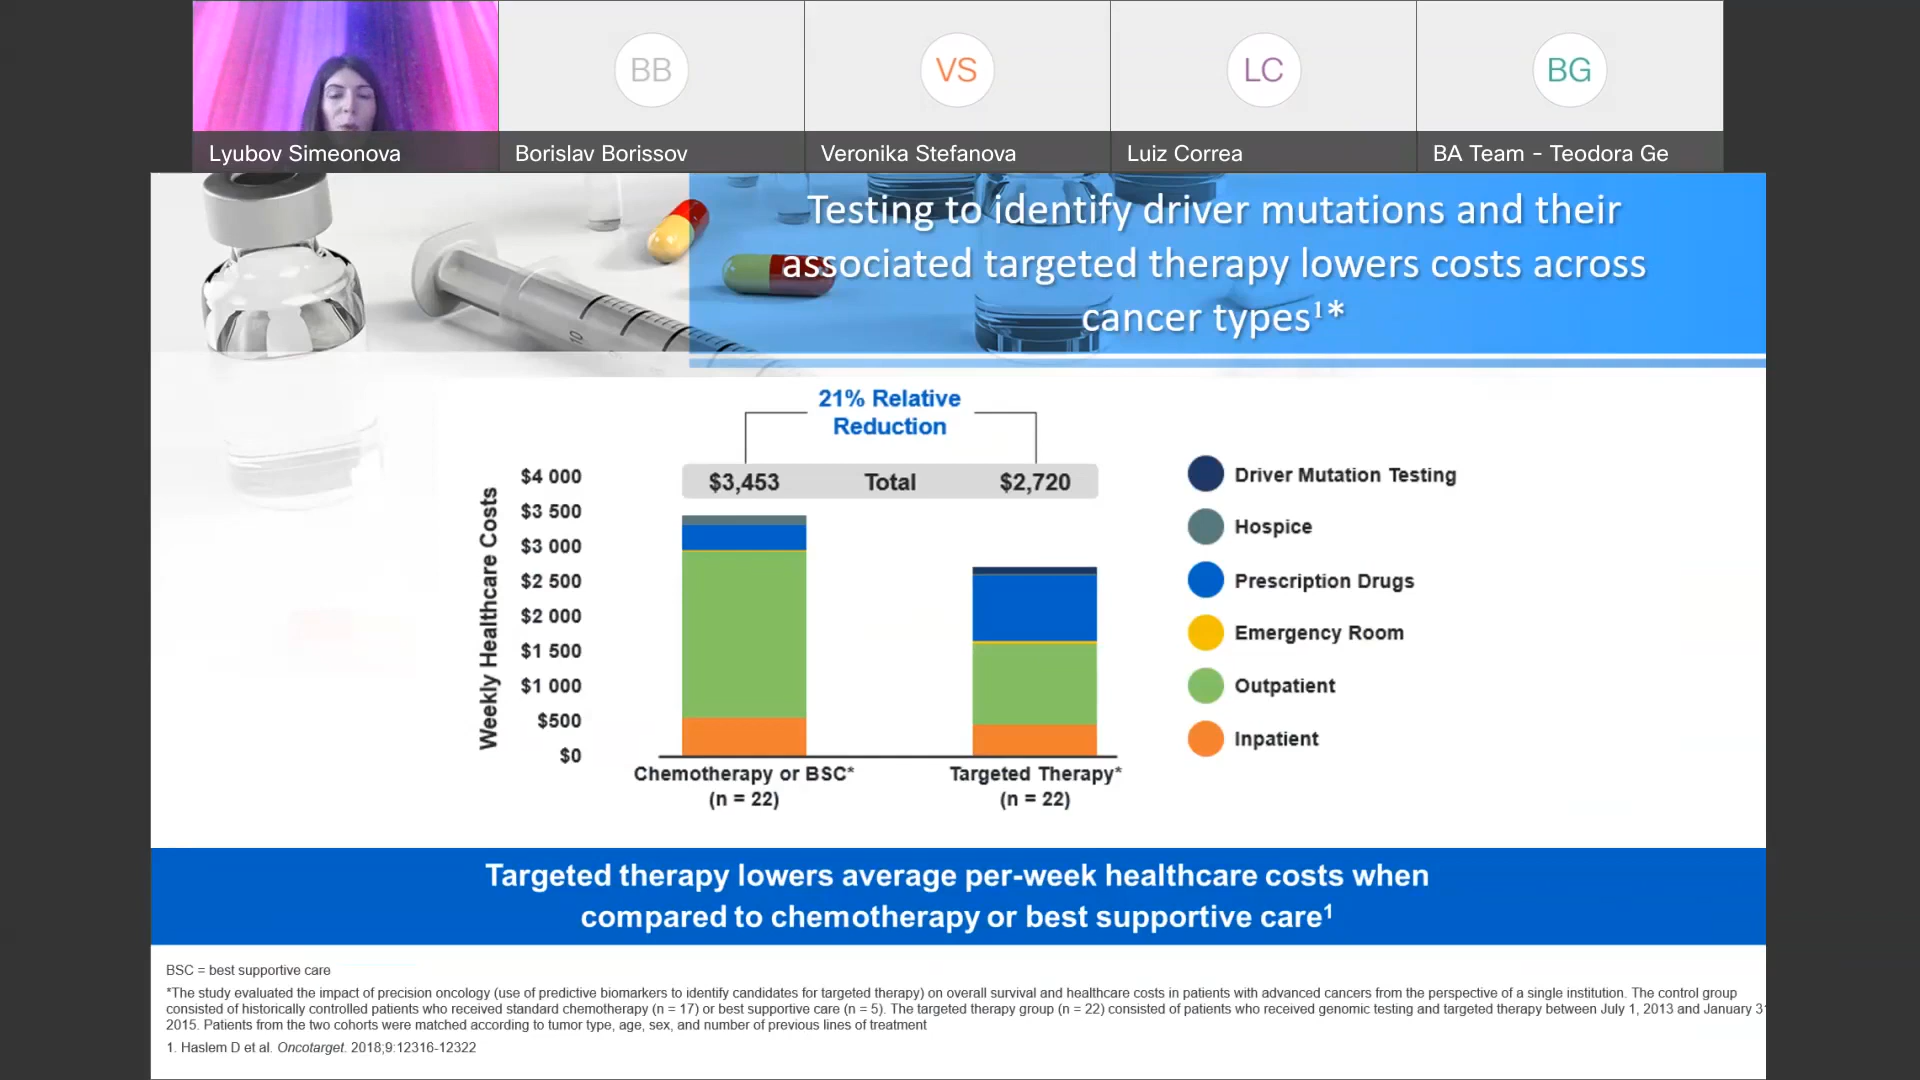 BB
VS
LC
BG
Lyubov Simeonova
Borislav Borissov
Veronika Stefanova
Luiz Correa
BA Team - Teodora Ge
Testing to identify driver mutations and their
associated targeted therapy lowers costs across
cancer types¹*
21% Relative
Reduction
$3,453 Total $2,720
Weekly Healthcare Costs
$4 000
$3 500
$3 000
$2 500
$2 000
$1 500
$1 000
$500
$0
Chemotherapy or BSC*
(n = 22)
Targeted Therapy*
(n = 22)
Driver Mutation Testing
Hospice
Prescription Drugs
Emergency Room
Outpatient
Inpatient
Targeted therapy lowers average per-week healthcare costs when
compared to chemotherapy or best supportive care¹
BSC = best supportive care
*The study evaluated the impact of precision oncology (use of predictive biomarkers to identify candidates for targeted therapy) on overall survival and healthcare costs in patients with advanced cancers from the perspective of a single institution. The control group
consisted of historically controlled patients who received standard chemotherapy (n = 17) or best supportive care (n = 5). The targeted therapy group (n = 22) consisted of patients who received genomic testing and targeted therapy between July 1, 2013 and January 31
2015. Patients from the two cohorts were matched according to tumor type, age, sex, and number of previous lines of treatment
1. Haslem D et al. Oncotarget. 2018;9:12316-12322